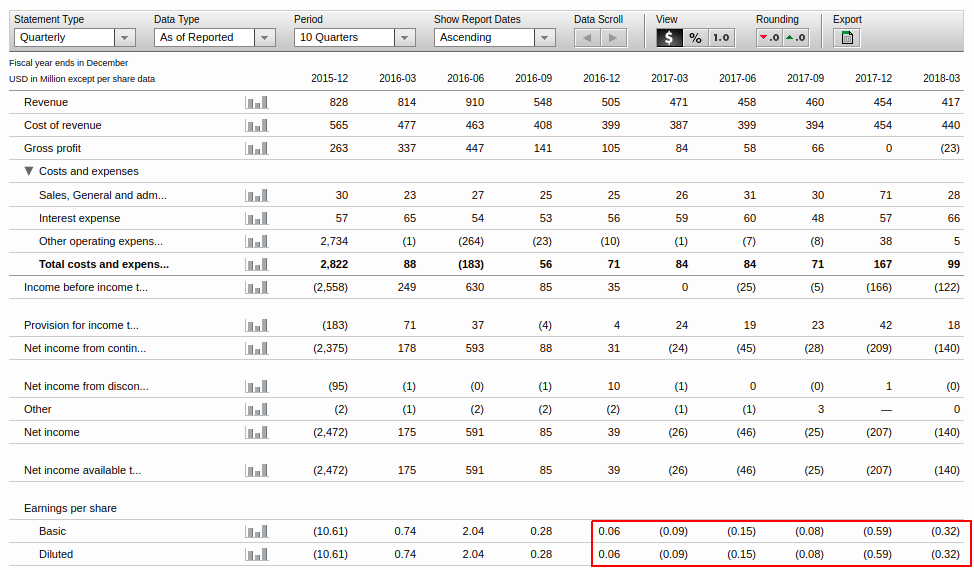 Statement Type Data Type Period Show Report Dates Data Scroll View Rounding Export
Quarterly As of Reported 10 Quarters Ascending $ % 1.0 .0 .0
Fiscal year ends in December
USD in Million except per share data 2015-12 2016-03 2016-06 2016-09 2016-12 2017-03 2017-06 2017-09 2017-12 2018-03
Revenue 828 814 910 548 505 471 458 460 454 417
Cost of revenue 565 477 463 408 399 387 399 394 454 440
Gross profit 263 337 447 141 105 84 58 66 0 (23)
▼ Costs and expenses
Sales, General and adm... 30 23 27 25 25 26 31 30 71 28
Interest expense 57 65 54 53 56 59 60 48 57 66
Other operating expens... 2,734 (1) (264) (23) (10) (1) (7) (8) 38 5
Total costs and expens... 2,822 88 (183) 56 71 84 84 71 167 99
Income before income t... (2,558) 249 630 85 35 0 (25) (5) (166) (122)
Provision for income t... (183) 71 37 (4) 4 24 19 23 42 18
Net income from contin... (2,375) 178 593 88 31 (24) (45) (28) (209) (140)
Net income from discon... (95) (1) (0) (1) 10 (1) 0 (0) 1 (0)
Other (2) (1) (2) (2) (2) (1) (1) 3 — 0
Net income (2,472) 175 591 85 39 (26) (46) (25) (207) (140)
Net income available t... (2,472) 175 591 85 39 (26) (46) (25) (207) (140)
Earnings per share
Basic (10.61) 0.74 2.04 0.28 0.06 (0.09) (0.15) (0.08) (0.59) (0.32)
Diluted (10.61) 0.74 2.04 0.28 0.06 (0.09) (0.15) (0.08) (0.59) (0.32)